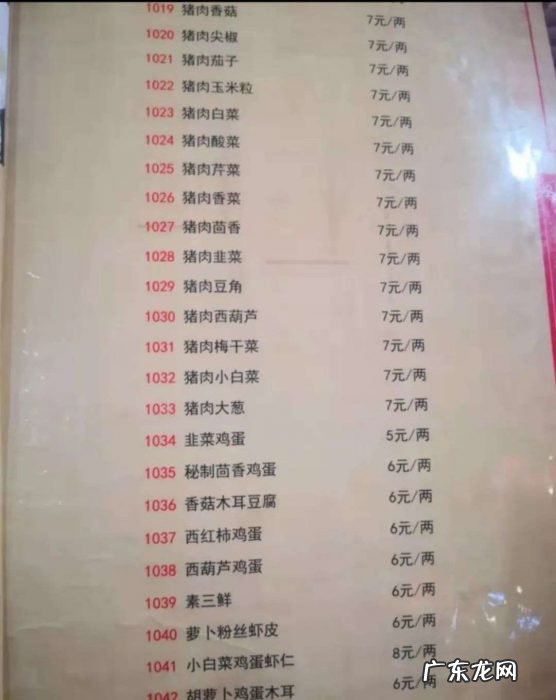 1019 猪肉香菇 7元/两
1020 猪肉尖椒 7元/两
1021 猪肉茄子 7元/两
1022 猪肉玉米粒 7元/两
1023 猪肉白菜 7元/两
1024 猪肉酸菜 7元/两
1025 猪肉芹菜 7元/两
1026 猪肉香菜 7元/两
1027 猪肉茴香 7元/两
1028 猪肉韭菜 7元/两
1029 猪肉豆角 7元/两
1030 猪肉西葫芦 7元/两
1031 猪肉梅干菜 7元/两
1032 猪肉小白菜 7元/两
1033 猪肉大葱 7元/两
1034 韭菜鸡蛋 5元/两
1035 秘制茴香鸡蛋 6元/两
1036 香菇木耳豆腐 6元/两
1037 西红柿鸡蛋 6元/两
1038 西葫芦鸡蛋 6元/两
1039 素三鲜 6元/两
1040 萝卜粉丝虾皮 6元/两
1041 小白菜鸡蛋虾仁 8元/两
1042 胡萝卜鸡蛋木耳
广东龙网